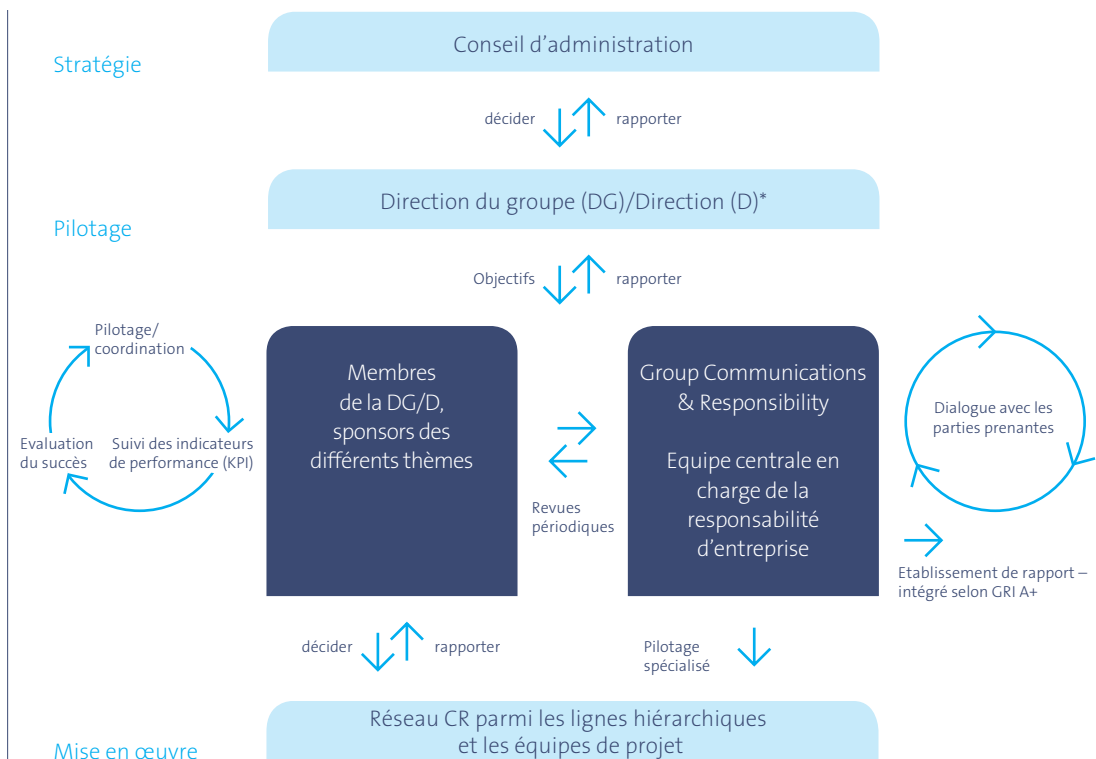 Stratégie
Conseil d'administration
décider
rapporter
Direction du groupe (DG)/Direction (D)*
Pilotage
Objectifs
rapporter
Pilotage/
coordination
Evaluation
du succès
Suivi des indicateurs
de performance (KPI)
Membres
de la DG/D,
sponsors des
différents thèmes
Revues
périodiques
Group Communications
& Responsibility
Equipe centrale en
charge de la
responsabilité
d'entreprise
Dialogue avec les
parties prenantes
Etablissement de rapport –
intégré selon GRI A+
décider
rapporter
Pilotage
spécialisé
Réseau CR parmi les lignes hiérarchiques
et les équipes de projet
Mise en œuvre